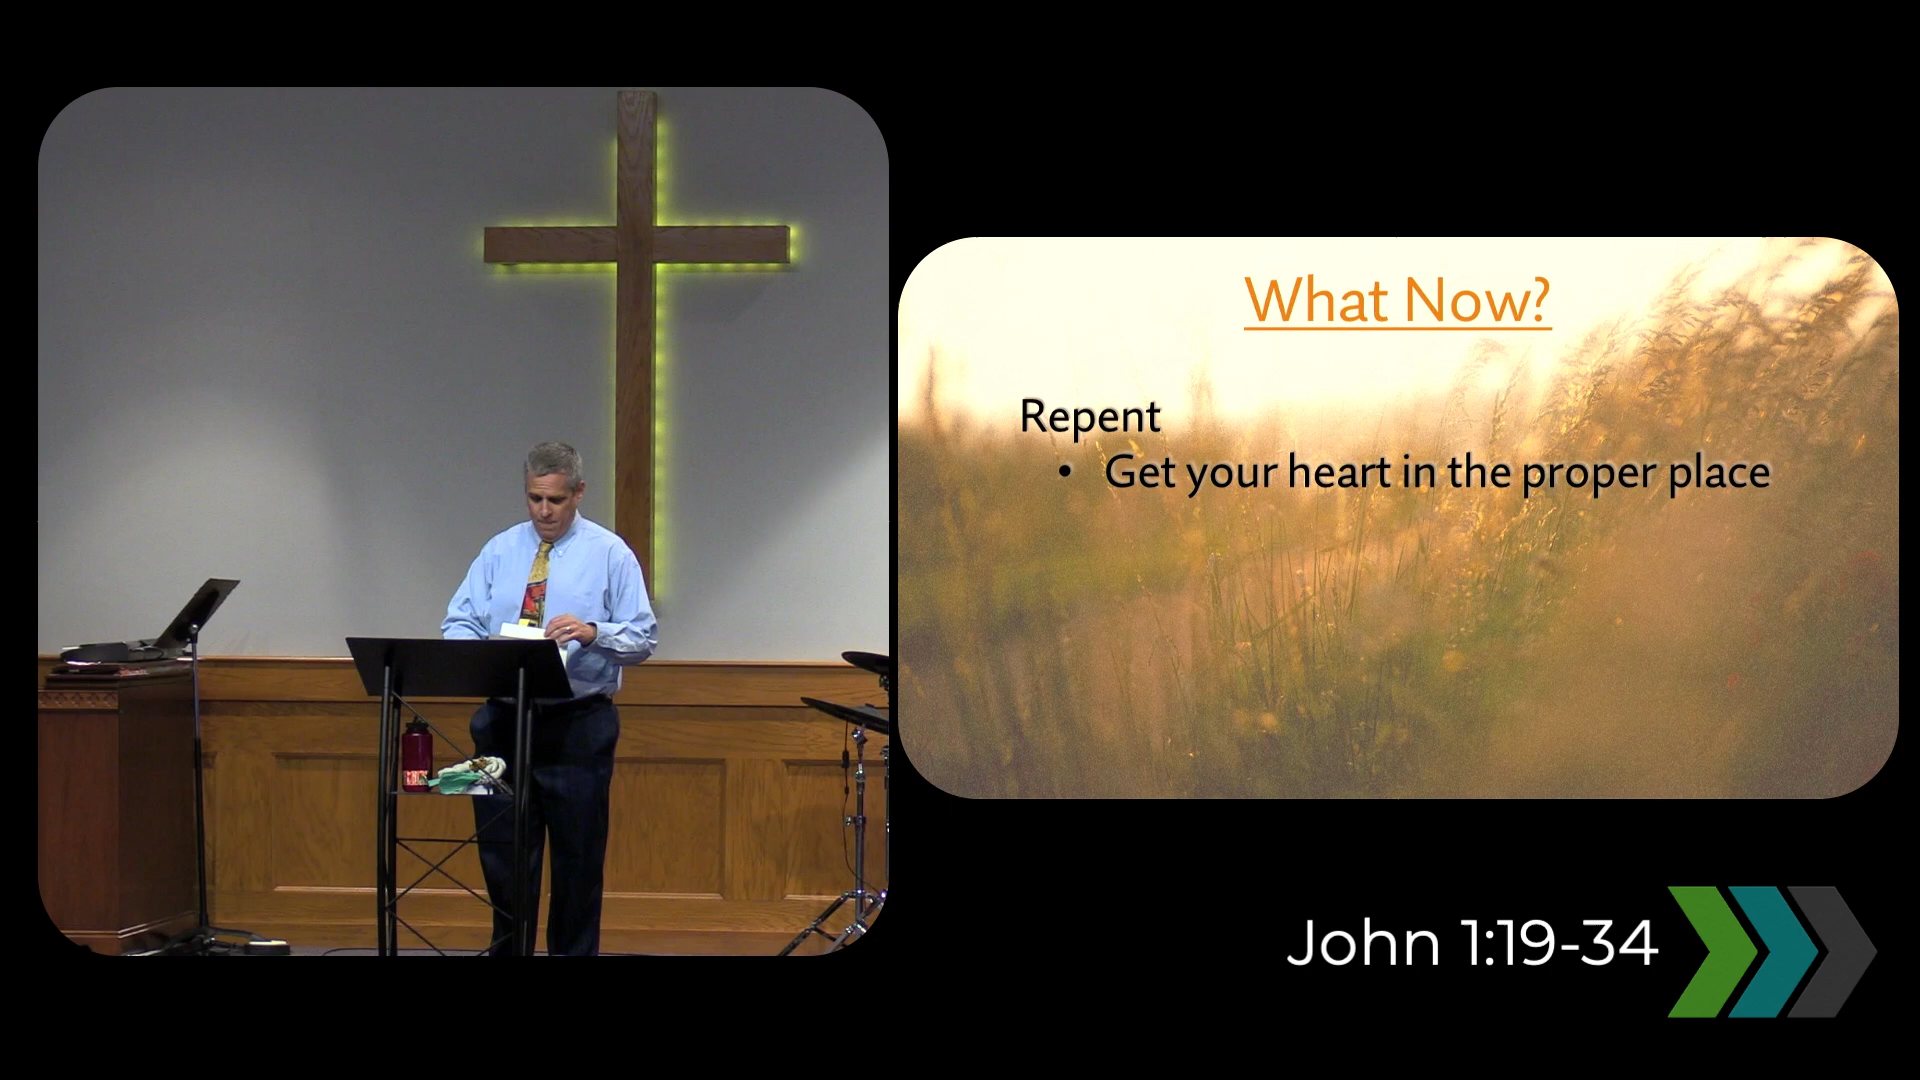 What Now?
Repent
• Get your heart in the proper place
John 1:19-34